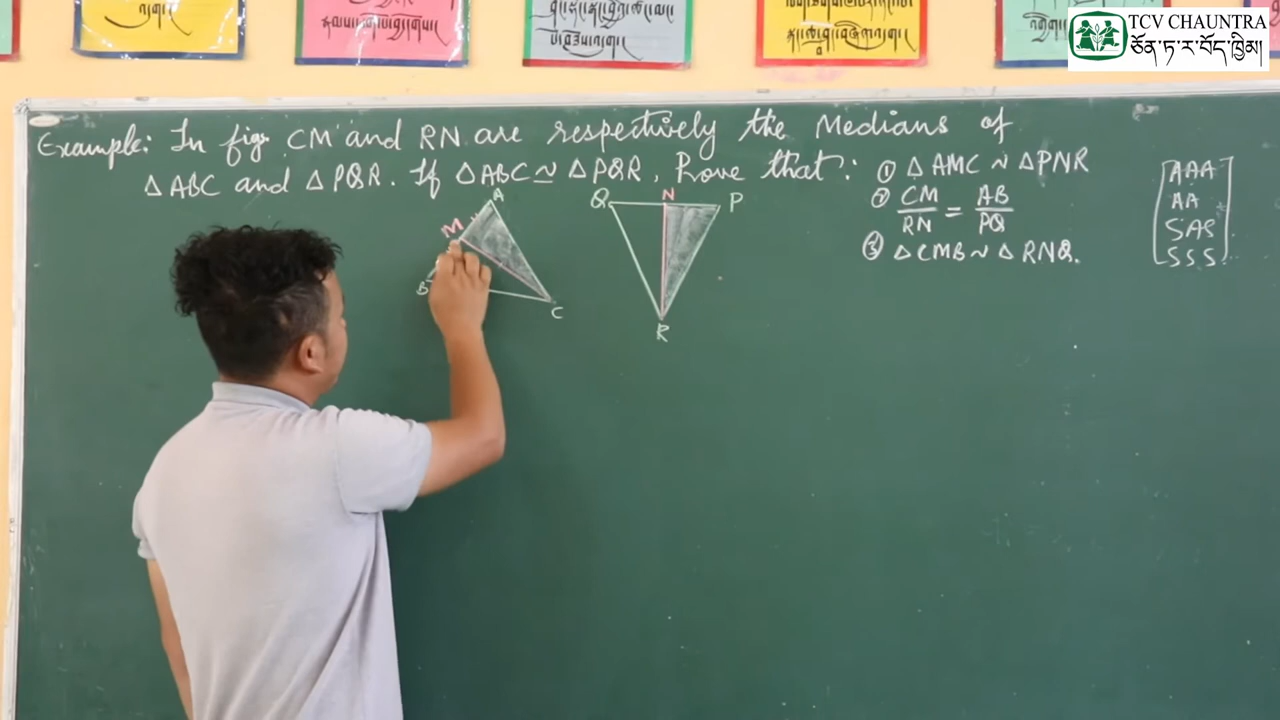 TCV CHAUNTRA
ཆོན་ཏ་ར་བོད་ཁྱིམ།
Example: In fig. CM and RN are respectively the Medians of
△ABC and △PQR. If △ABC ≃ △PQR, Prove that:
① △AMC ~ △PNR
② CM/RN = AB/PQ
③ △CMB ~ △RNQ.
AAA
AA
SAS
SSS
A
M
B
C
Q
N
P
R